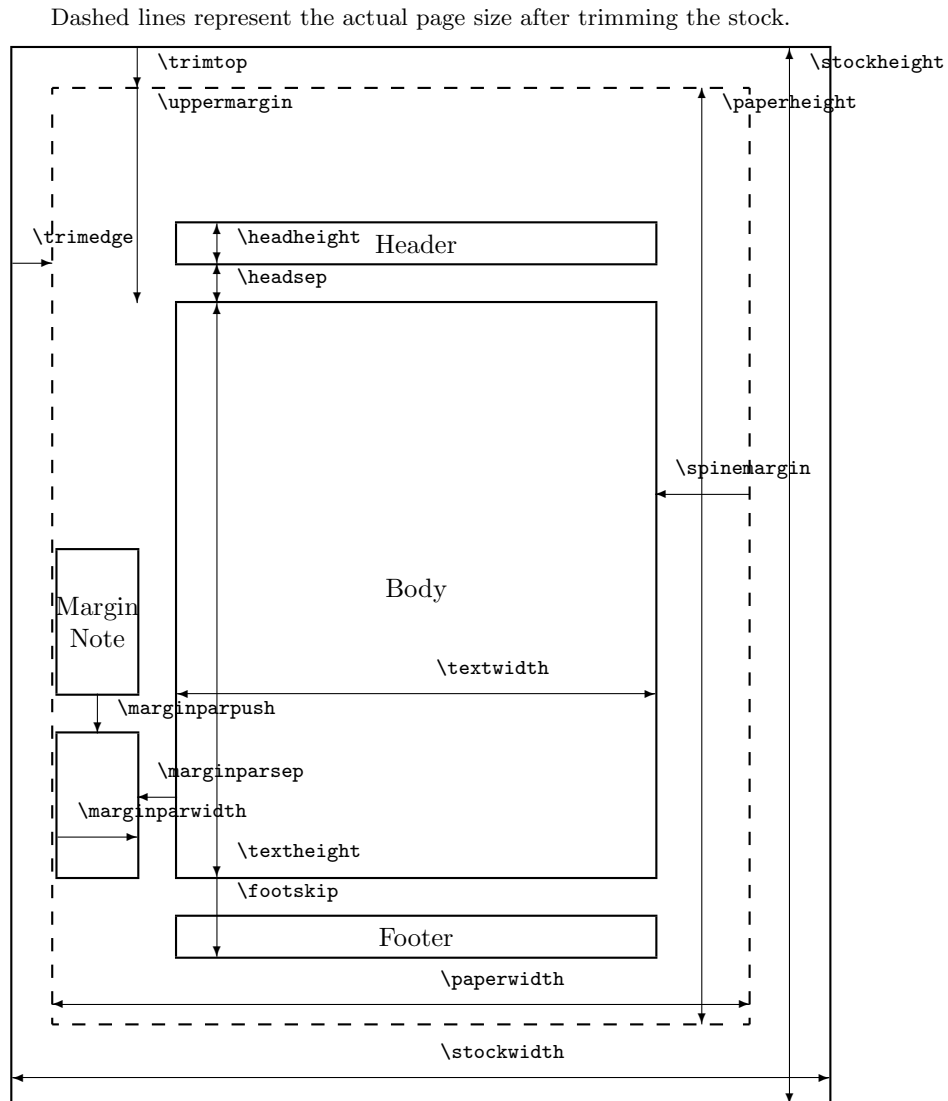 Dashed lines represent the actual page size after trimming the stock.
\trimtop
\stockheight
\uppermargin
\paperheight
\trimedge
\headheight
Header
\headsep
\spinemargin
Body
Margin
Note
\textwidth
\marginparpush
\marginparsep
\marginparwidth
\textheight
\footskip
Footer
\paperwidth
\stockwidth